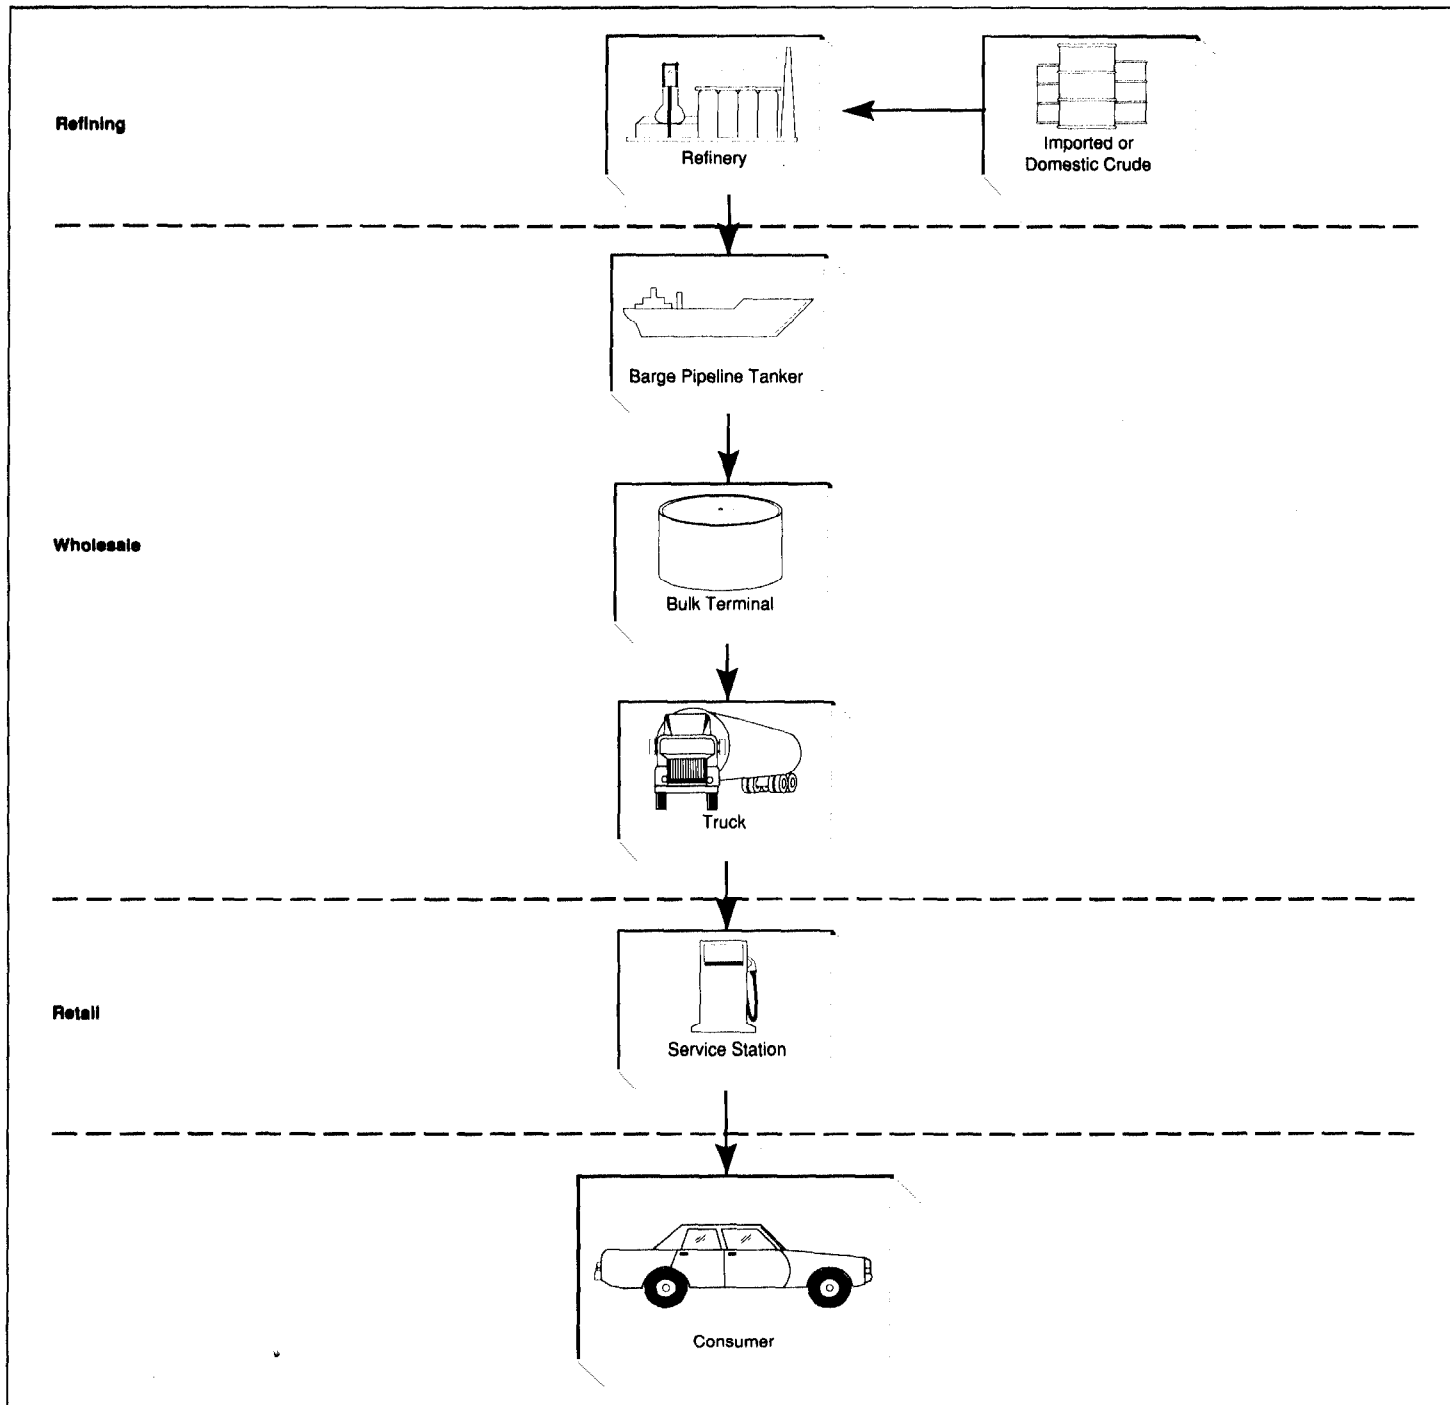 Refining
Refinery
Imported or
Domestic Crude
Barge Pipeline Tanker
Wholesale
Bulk Terminal
Truck
Retail
Service Station
Consumer